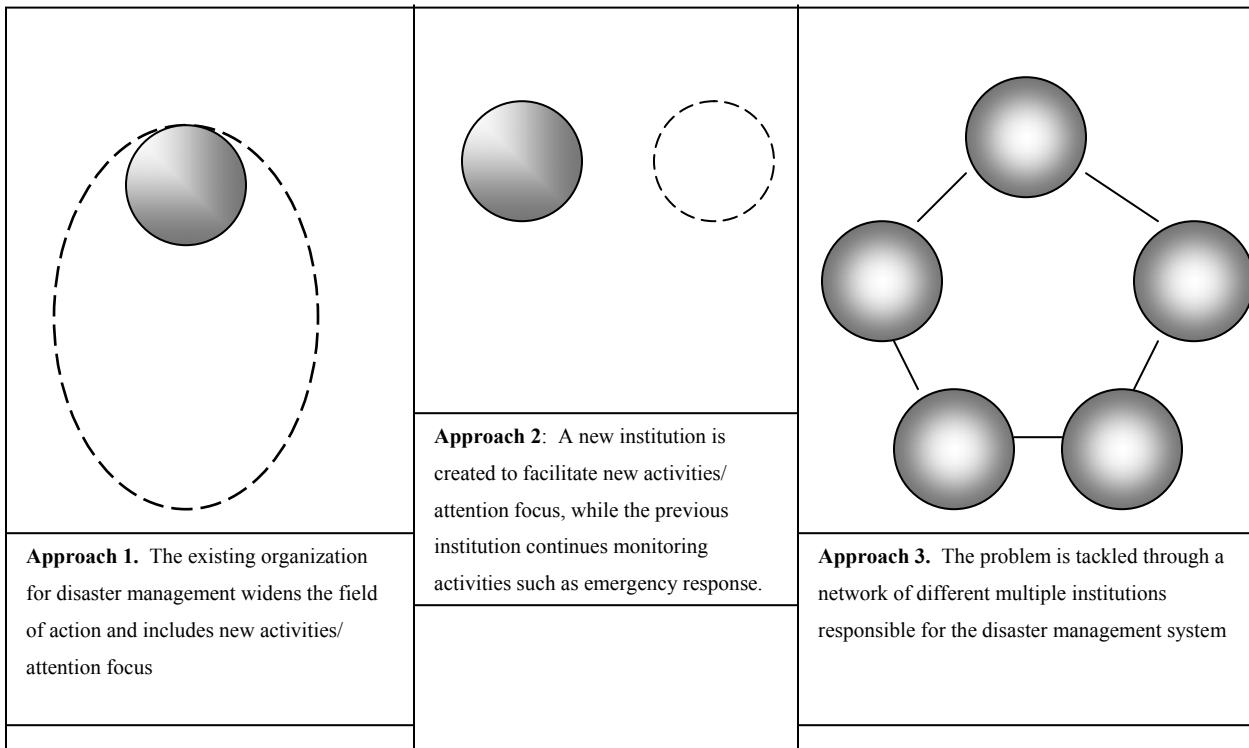 Approach 1. The existing organization
for disaster management widens the field
of action and includes new activities/
attention focus
Approach 2: A new institution is
created to facilitate new activities/
attention focus, while the previous
institution continues monitoring
activities such as emergency response.
Approach 3. The problem is tackled through a
network of different multiple institutions
responsible for the disaster management system